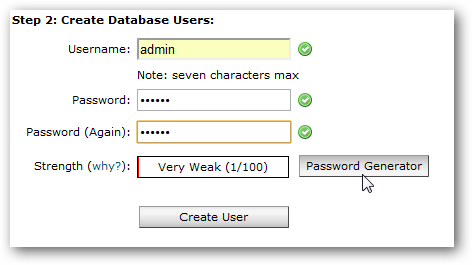 Step 2: Create Database Users:
Username: admin
Note: seven characters max
Password: ••••••
Password (Again): ••••••
Strength (why?): Very Weak (1/100) Password Generator
Create User